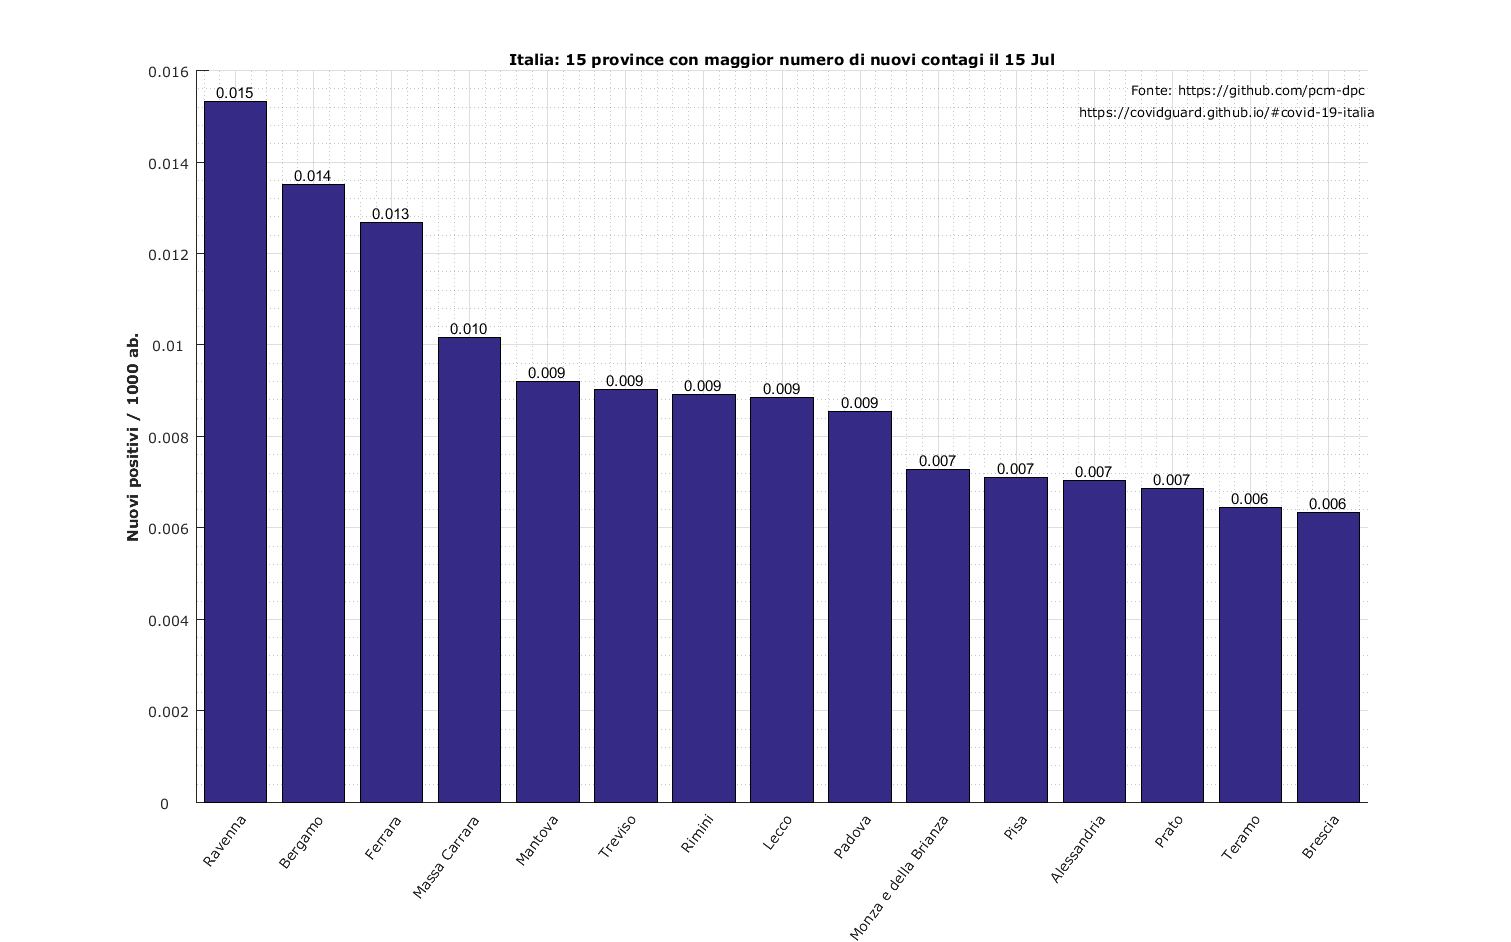 Italia: 15 province con maggior numero di nuovi contagi il 15 Jul
Fonte: https://github.com/pcm-dpc
https://covidguard.github.io/#covid-19-italia
Nuovi positivi / 1000 ab.
0.016
0.014
0.012
0.01
0.008
0.006
0.004
0.002
0
0.015
0.014
0.013
0.010
0.009
0.009
0.009
0.009
0.009
0.007
0.007
0.007
0.007
0.006
0.006
Ravenna
Bergamo
Ferrara
Massa Carrara
Mantova
Treviso
Rimini
Lecco
Padova
Monza e della Brianza
Pisa
Alessandria
Prato
Teramo
Brescia